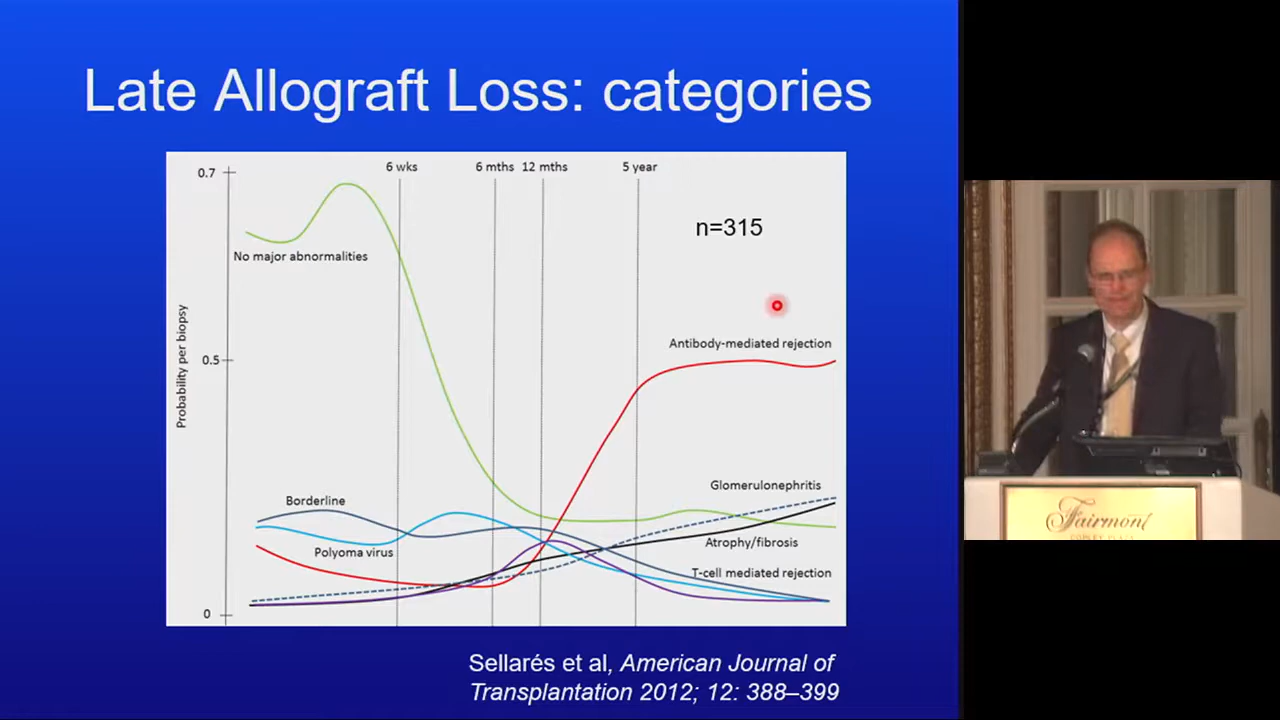 Late Allograft Loss: categories
6 wks
6 mths
12 mths
5 year
0.7
n=315
No major abnormalities
Probability per biopsy
Antibody-mediated rejection
0.5
Glomerulonephritis
Borderline
Atrophy/fibrosis
Polyoma virus
T-cell mediated rejection
0
Sellarés et al, American Journal of
Transplantation 2012; 12: 388–399
Fairmont